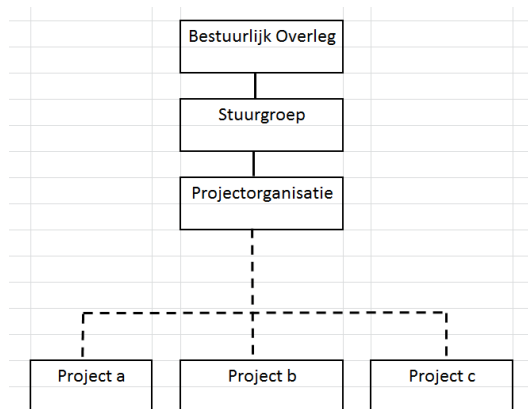 Bestuurlijk Overleg
Stuurgroep
Projectorganisatie
Project a
Project b
Project c